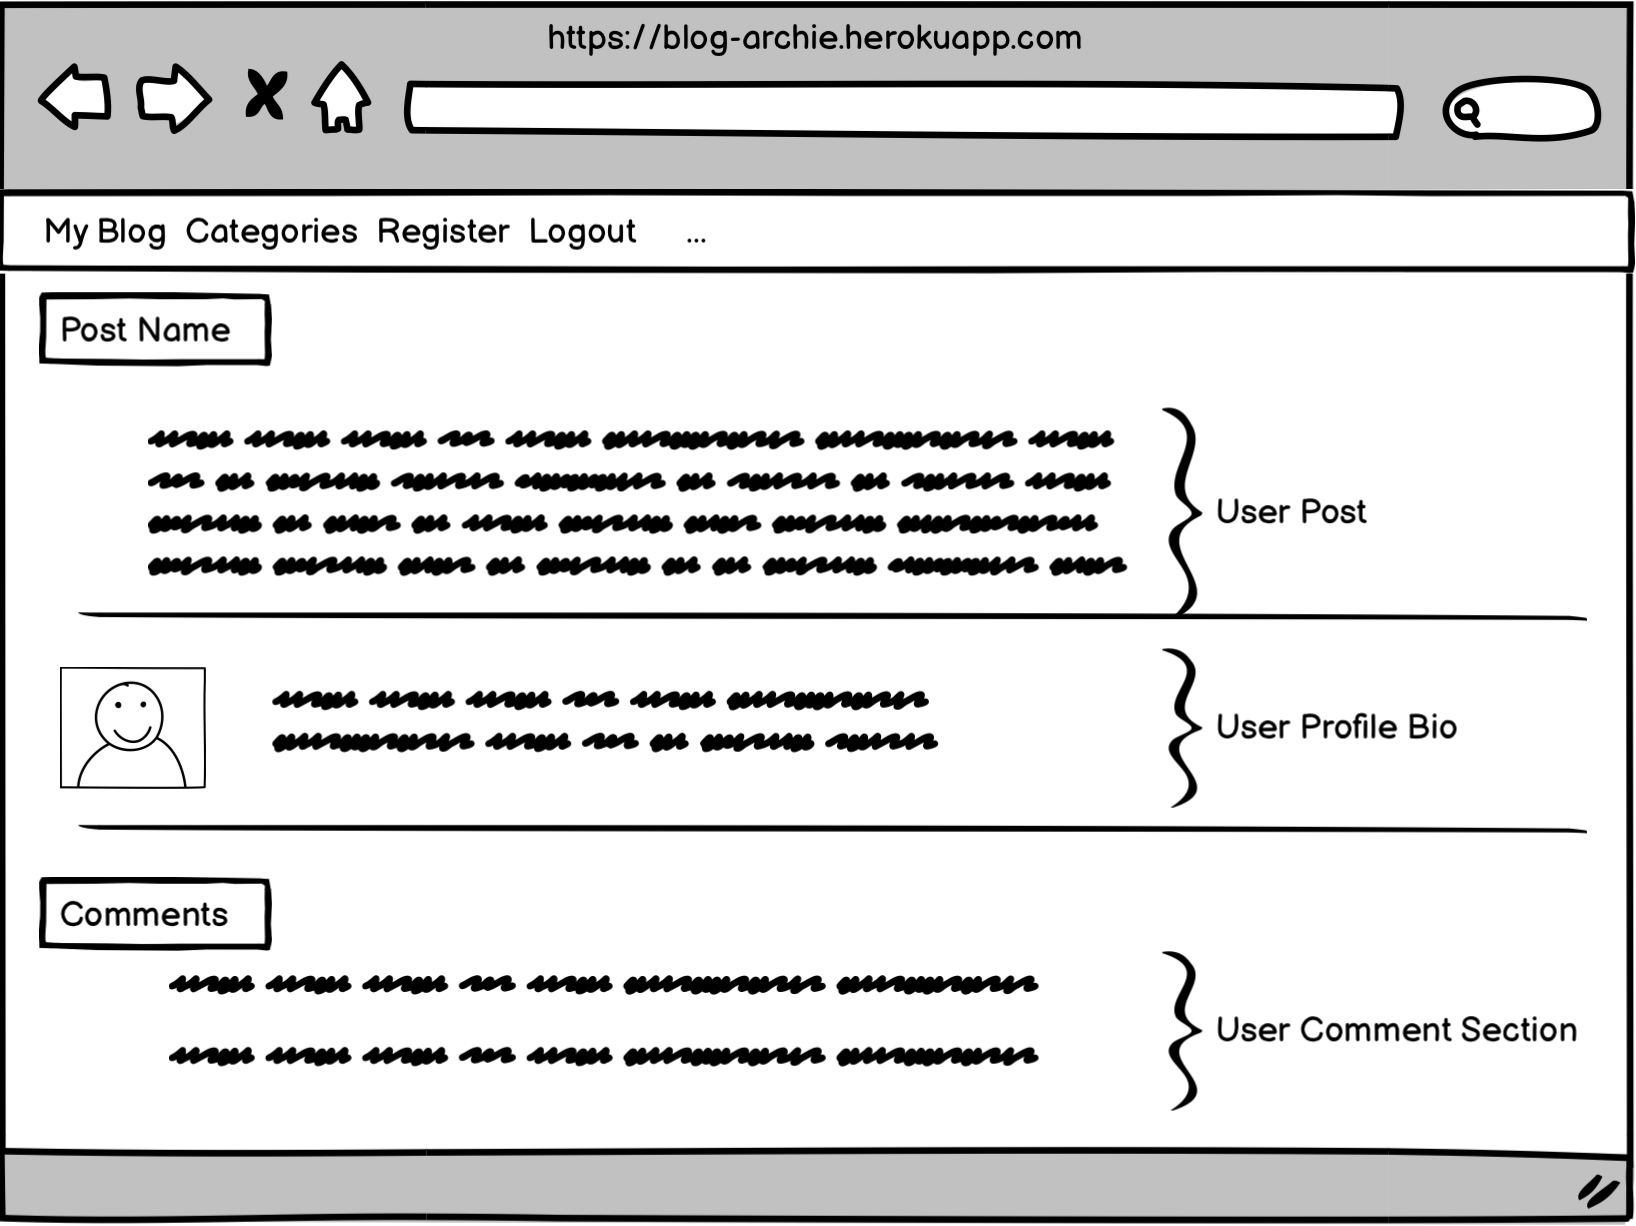 https://blog-archie.herokuapp.com
My Blog Categories Register Logout ...
Post Name
User Post
User Profile Bio
Comments
User Comment Section